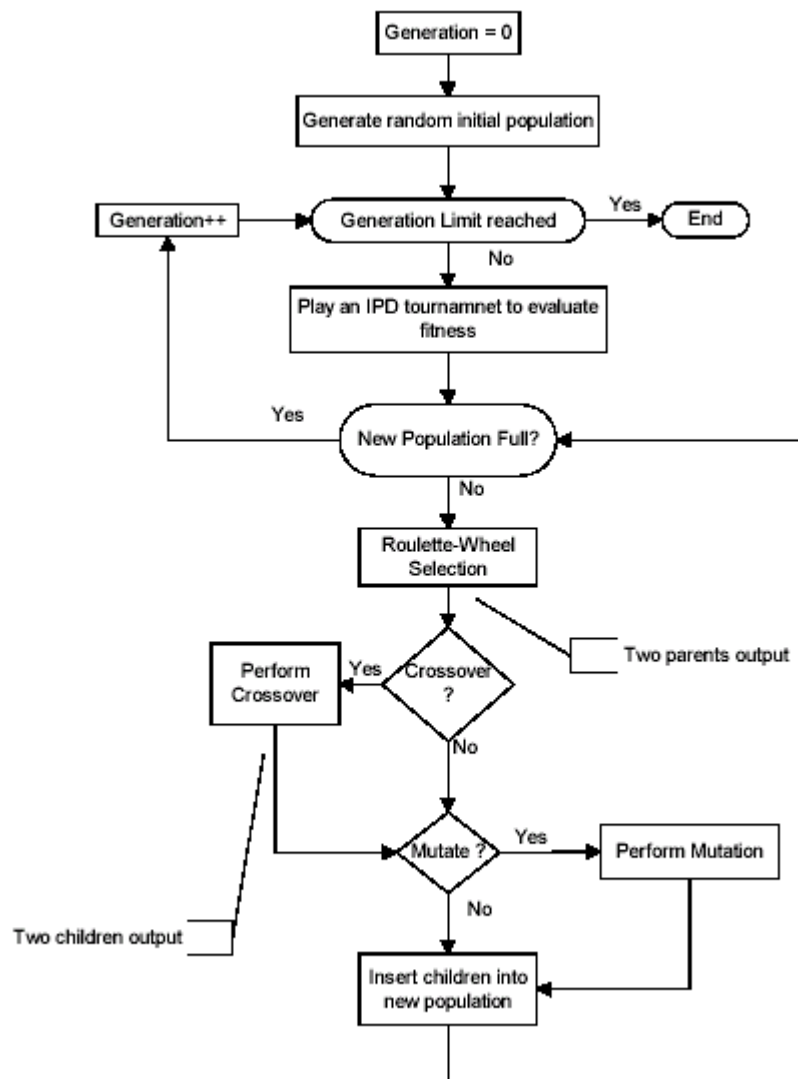 Generation = 0
Generate random initial population
Generation++
Generation Limit reached
Yes
End
No
Play an IPD tournamnet to evaluate
fitness
Yes
New Population Full?
No
Roulette-Wheel
Selection
Two parents output
Perform
Crossover
Yes
Crossover
?
No
Mutate ?
Yes
Perform Mutation
No
Two children output
Insert children into
new population